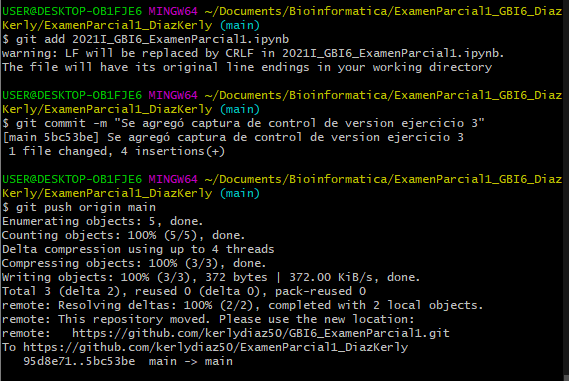 USER@DESKTOP-OB1FJE6 MINGW64 ~/Documents/Bioinformatica/ExamenParcial1_GBI6_Diaz
Kerly/ExamenParcial1_DiazKerly (main)
$ git add 2021I_GBI6_ExamenParcial1.ipynb
warning: LF will be replaced by CRLF in 2021I_GBI6_ExamenParcial1.ipynb.
The file will have its original line endings in your working directory
USER@DESKTOP-OB1FJE6 MINGW64 ~/Documents/Bioinformatica/ExamenParcial1_GBI6_Diaz
Kerly/ExamenParcial1_DiazKerly (main)
$ git commit -m "Se agregó captura de control de version ejercicio 3"
[main 5bc53be] Se agregó captura de control de version ejercicio 3
 1 file changed, 4 insertions(+)
USER@DESKTOP-OB1FJE6 MINGW64 ~/Documents/Bioinformatica/ExamenParcial1_GBI6_Diaz
Kerly/ExamenParcial1_DiazKerly (main)
$ git push origin main
Enumerating objects: 5, done.
Counting objects: 100% (5/5), done.
Delta compression using up to 4 threads
Compressing objects: 100% (3/3), done.
Writing objects: 100% (3/3), 372 bytes | 372.00 KiB/s, done.
Total 3 (delta 2), reused 0 (delta 0), pack-reused 0
remote: Resolving deltas: 100% (2/2), completed with 2 local objects.
remote: This repository moved. Please use the new location:
remote:   https://github.com/kerlydiaz50/GBI6_ExamenParcial1.git
To https://github.com/kerlydiaz50/ExamenParcial1_DiazKerly
   95d8e71..5bc53be  main -> main